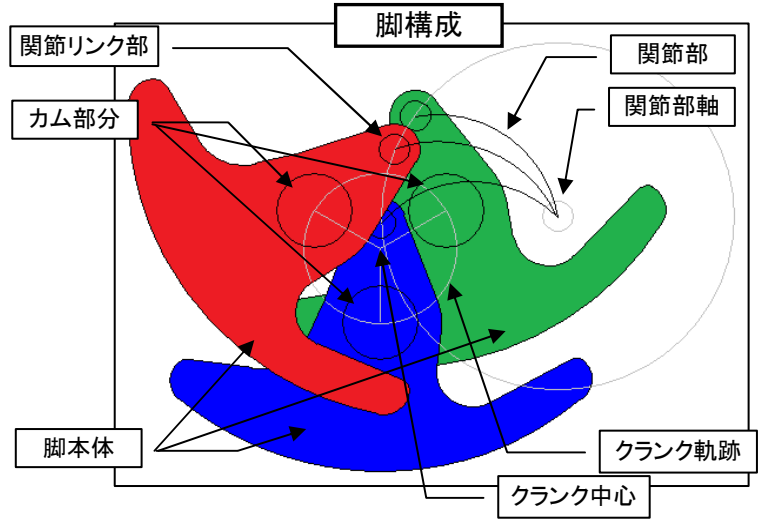 脚構成
関節リンク部
関節部
カム部分
関節部軸
脚本体
クランク軌跡
クランク中心